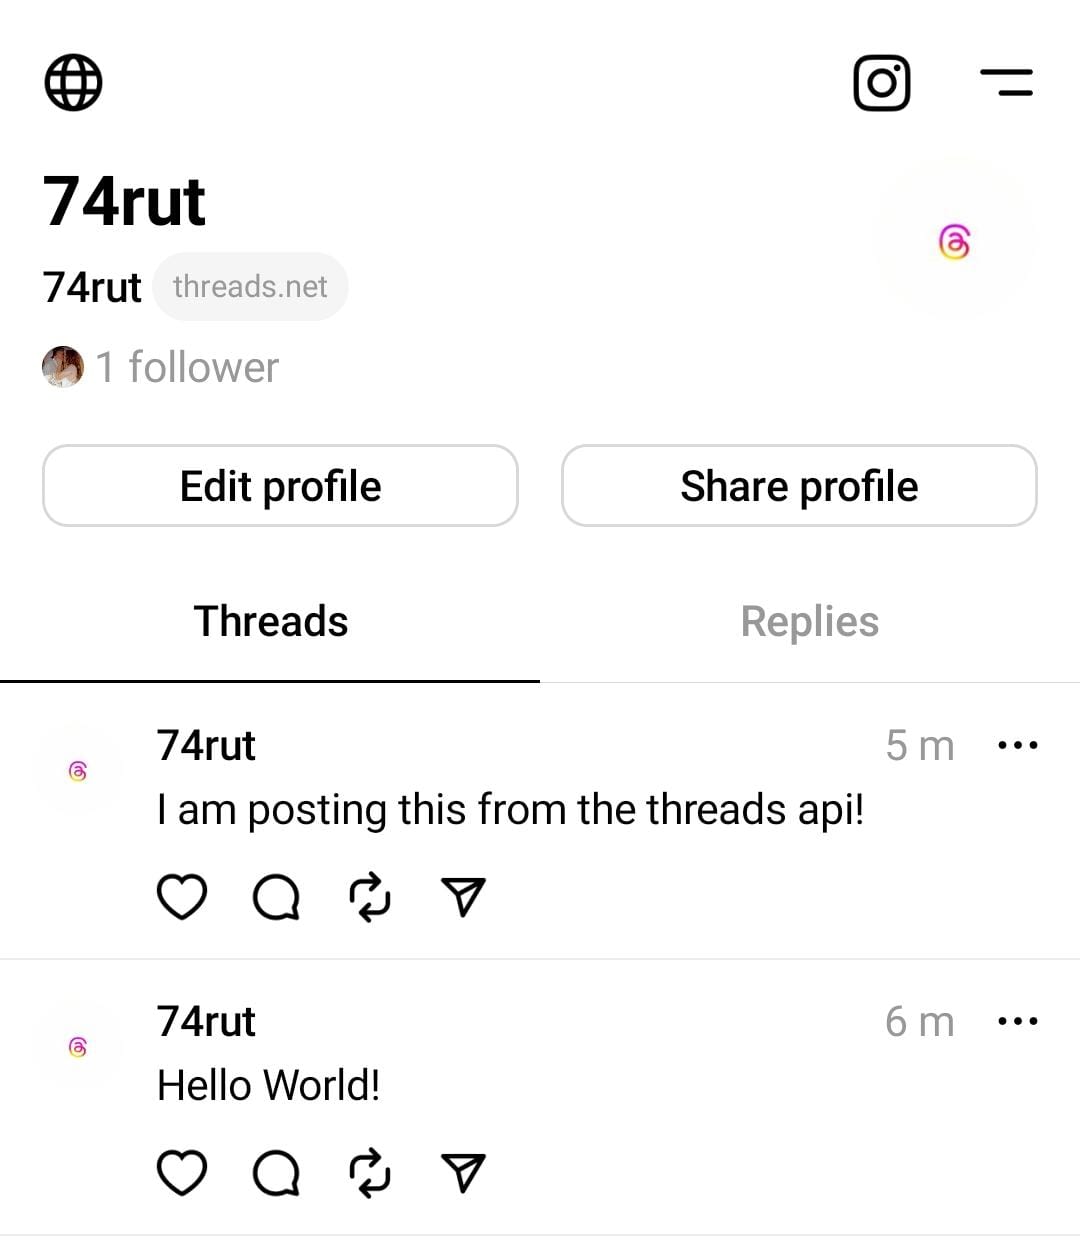 74rut
74rut threads.net
1 follower
Edit profile
Share profile
Threads
Replies
74rut
5 m
I am posting this from the threads api!
74rut
6 m
Hello World!